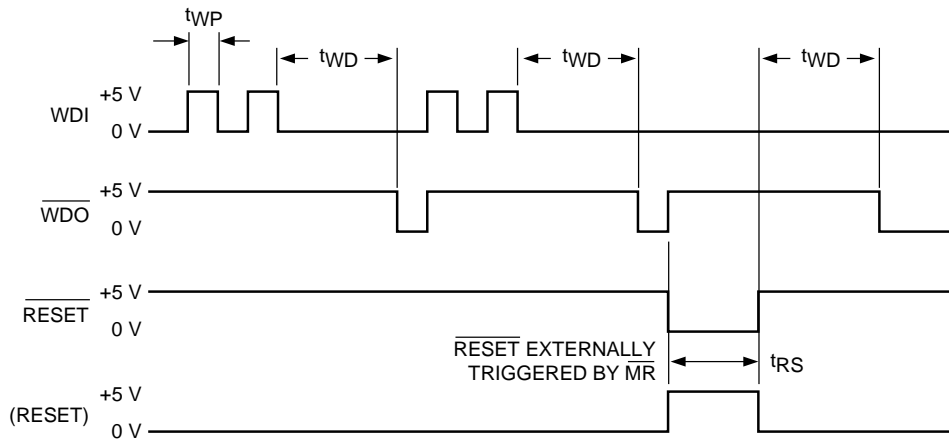 tWP
tWD
tWD
tWD
WDI
+5 V
0 V
WDO
+5 V
0 V
RESET
+5 V
0 V
RESET EXTERNALLY
TRIGGERED BY MR
tRS
(RESET)
+5 V
0 V